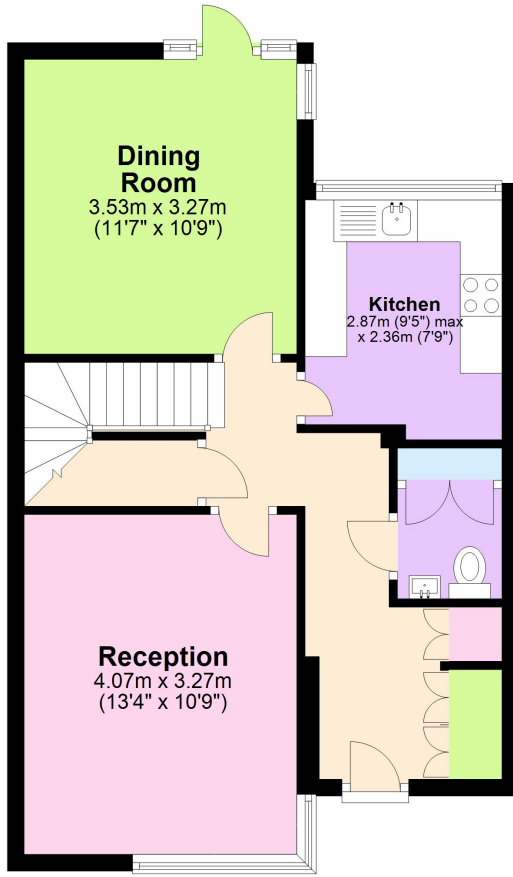 Dining
Room
3.53m x 3.27m
(11'7" x 10'9")
Kitchen
2.87m (9'5") max
x 2.36m (7'9")
Reception
4.07m x 3.27m
(13'4" x 10'9")